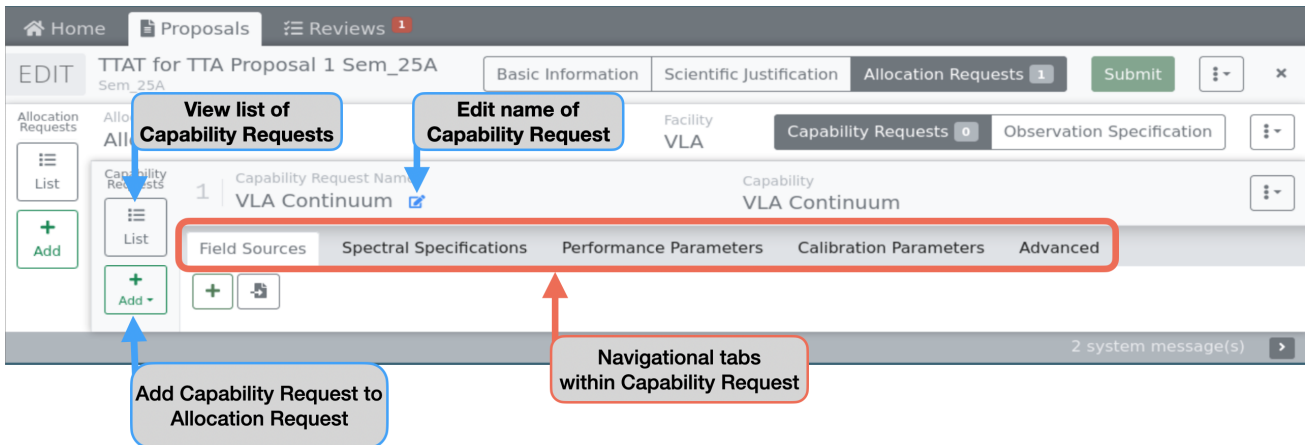 Home
Proposals
Reviews 1
EDIT
TTAT for TTA Proposal 1 Sem_25A
Sem_25A
Basic Information
Scientific Justification
Allocation Requests 1
Submit
×
View list of
Capability Requests
Edit name of
Capability Request
Allocation
Requests
List
+
Add
Facility
VLA
Capability Requests 0
Observation Specification
Capability
Requests
List
+
Add
1
Capability Request Name
VLA Continuum
Capability
VLA Continuum
Field Sources
Spectral Specifications
Performance Parameters
Calibration Parameters
Advanced
+
2 system message(s)
Navigational tabs
within Capability Request
Add Capability Request to
Allocation Request